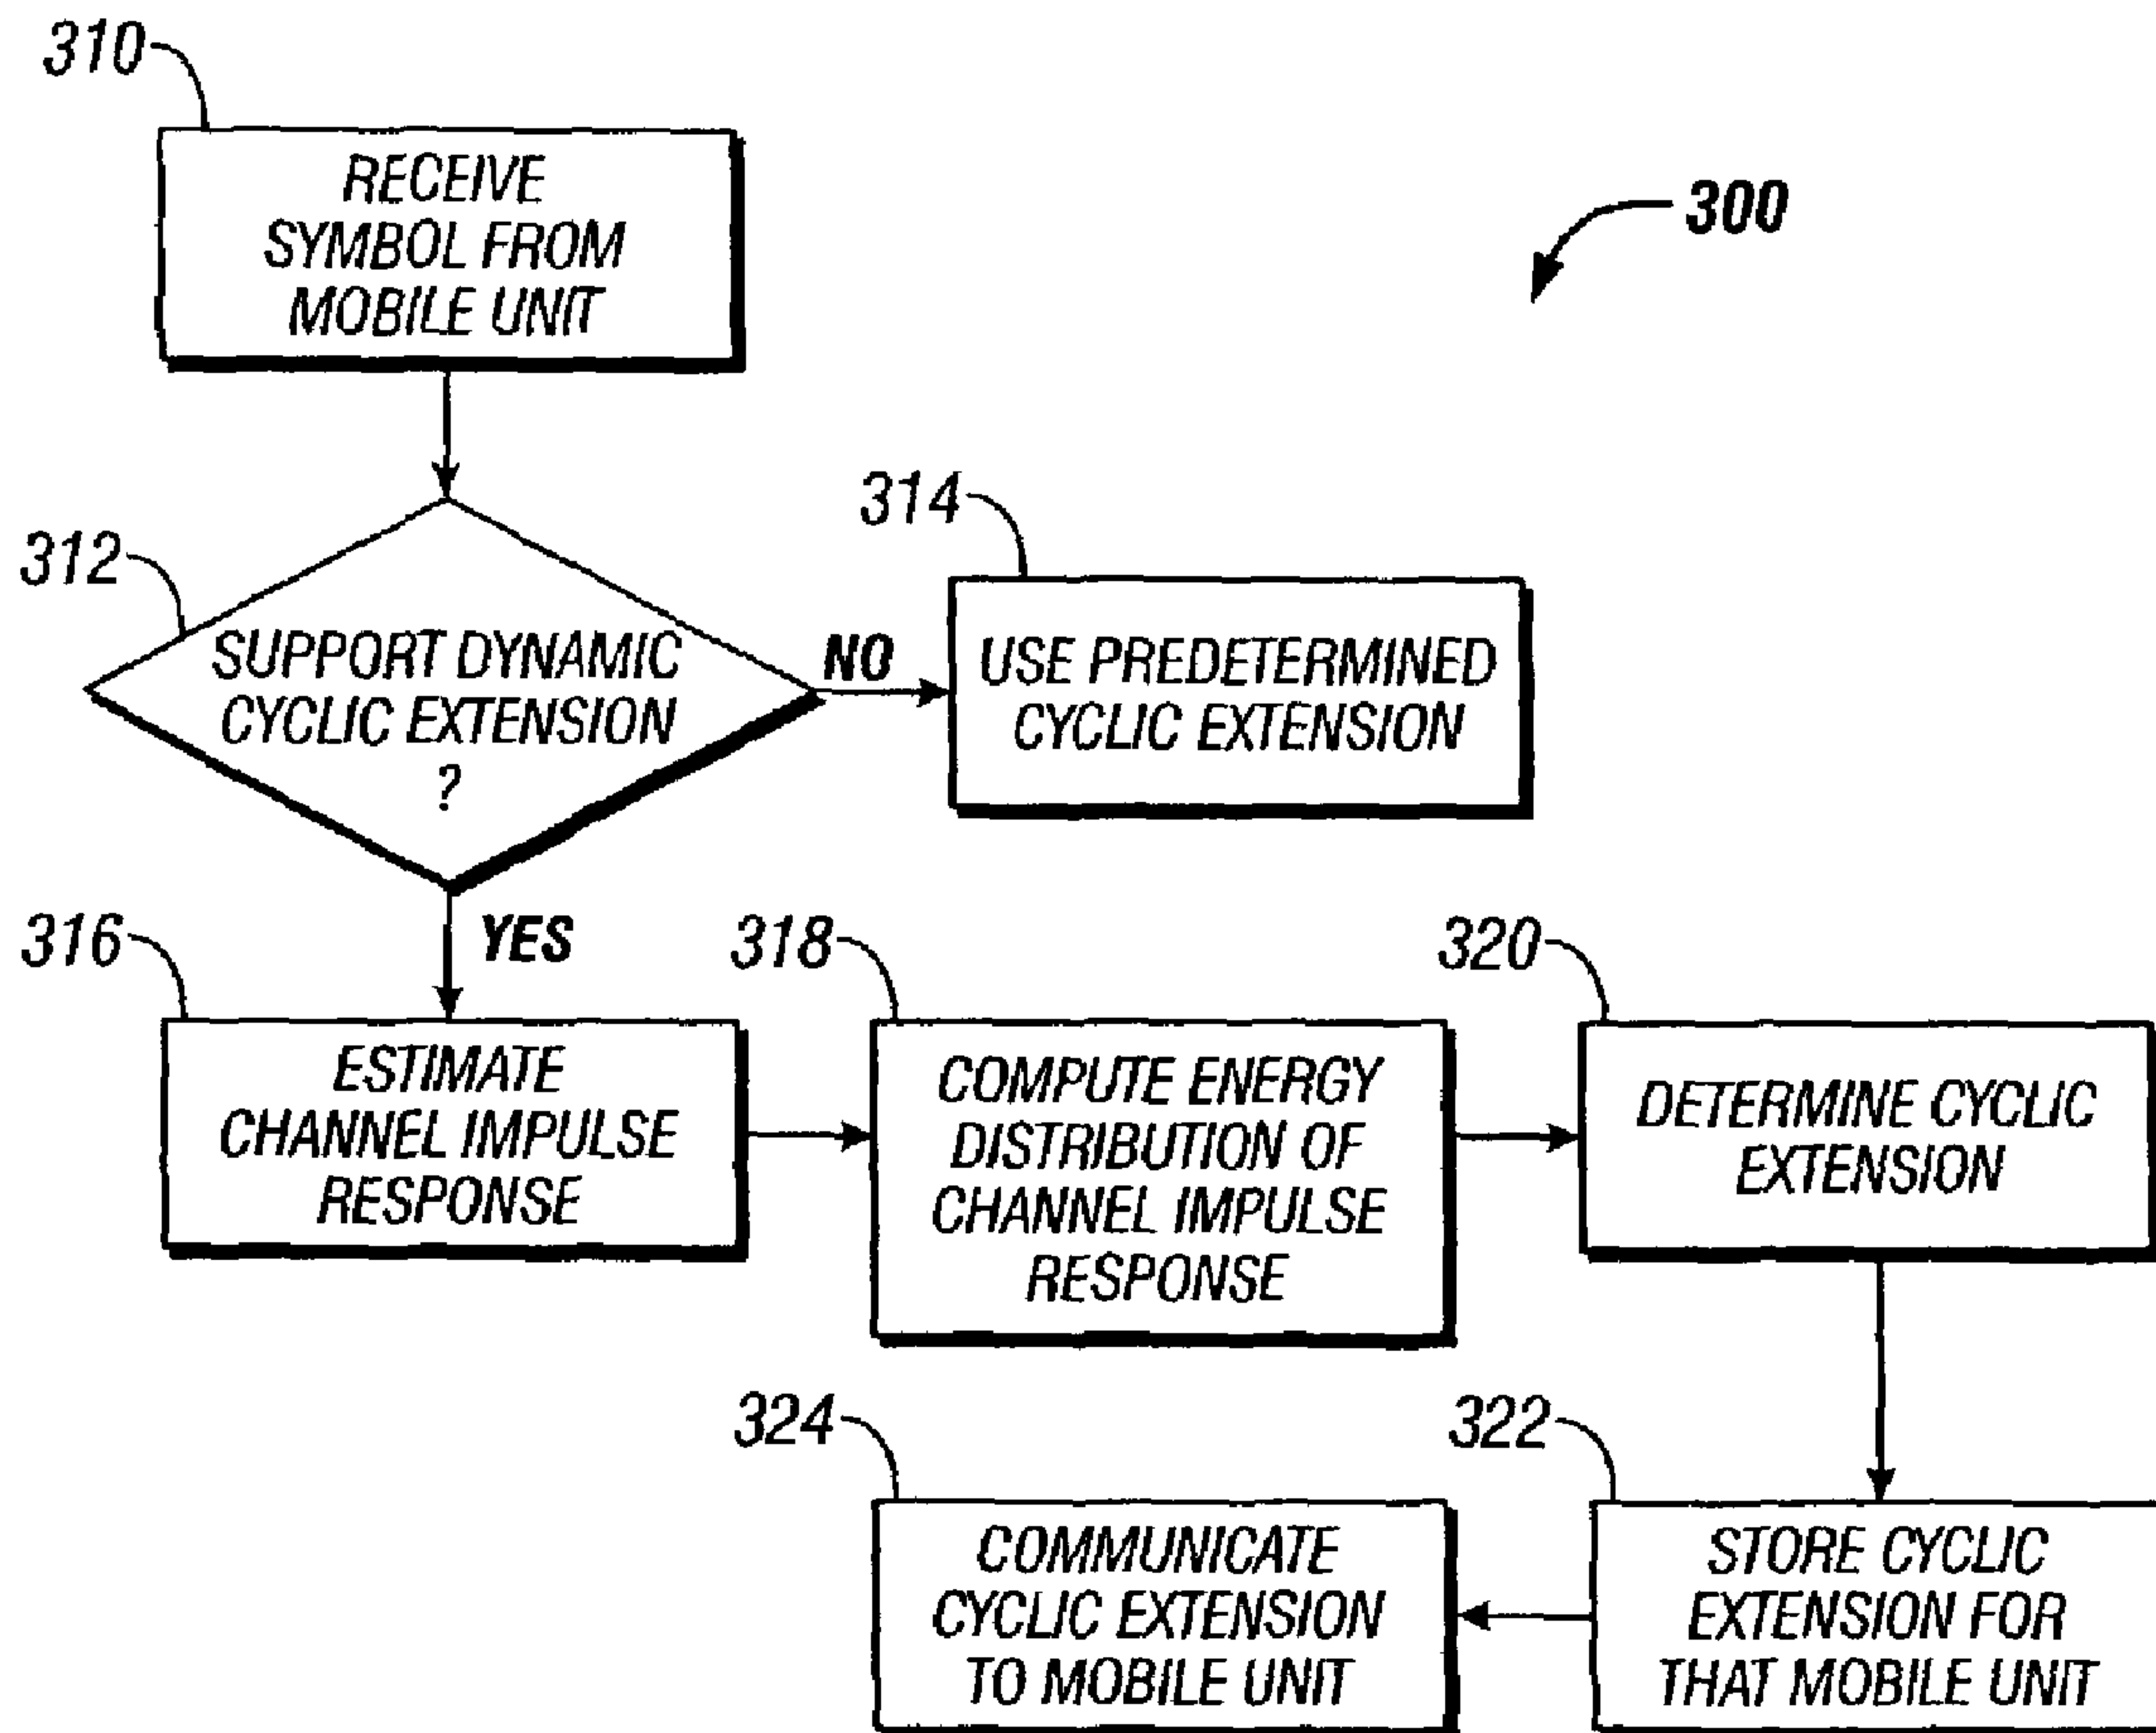 310
RECEIVE
SYMBOL FROM
MOBILE UNIT
300
312
SUPPORT DYNAMIC
CYCLIC EXTENSION
?
NO
314
USE PREDETERMINED
CYCLIC EXTENSION
YES
316
ESTIMATE
CHANNEL IMPULSE
RESPONSE
318
COMPUTE ENERGY
DISTRIBUTION OF
CHANNEL IMPULSE
RESPONSE
320
DETERMINE CYCLIC
EXTENSION
322
STORE CYCLIC
EXTENSION FOR
THAT MOBILE UNIT
324
COMMUNICATE
CYCLIC EXTENSION
TO MOBILE UNIT